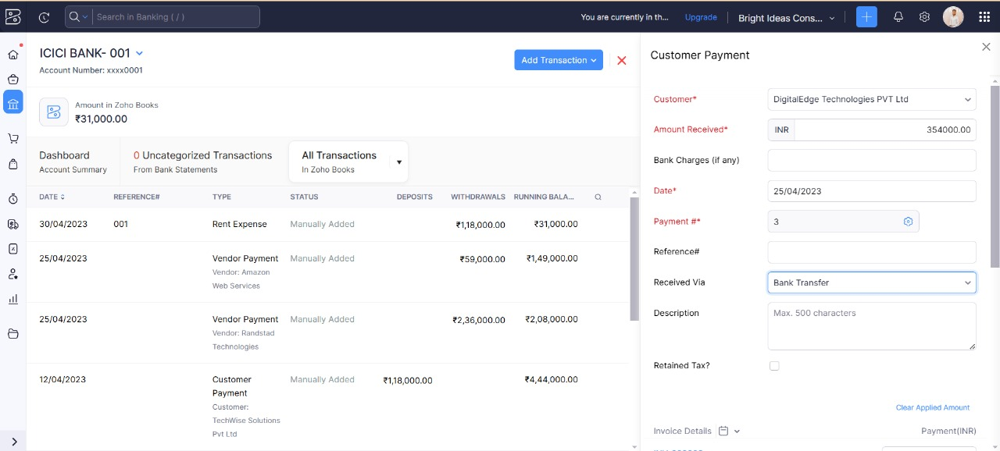 Search in Banking ( / )
You are currently in th...
Upgrade
Bright Ideas Cons...
ICICI BANK- 001
Account Number: xxxx0001
Add Transaction
Amount in Zoho Books
₹31,000.00
Dashboard
Account Summary
0 Uncategorized Transactions
From Bank Statements
All Transactions
In Zoho Books
DATE REFERENCE# TYPE STATUS DEPOSITS WITHDRAWALS RUNNING BALA...
30/04/2023 001 Rent Expense Manually Added ₹1,18,000.00 ₹31,000.00
25/04/2023 Vendor Payment Manually Added ₹59,000.00 ₹1,49,000.00
Vendor: Amazon
Web Services
25/04/2023 Vendor Payment Manually Added ₹2,36,000.00 ₹2,08,000.00
Vendor: Randstad
Technologies
12/04/2023 Customer Manually Added ₹1,18,000.00 ₹4,44,000.00
Payment
Customer:
TechWise Solutions
Pvt Ltd
Customer Payment
Customer* DigitalEdge Technologies PVT Ltd
Amount Received* INR 354000.00
Bank Charges (if any)
Date* 25/04/2023
Payment #* 3
Reference#
Received Via Bank Transfer
Description Max. 500 characters
Retained Tax?
Clear Applied Amount
Invoice Details Payment(INR)